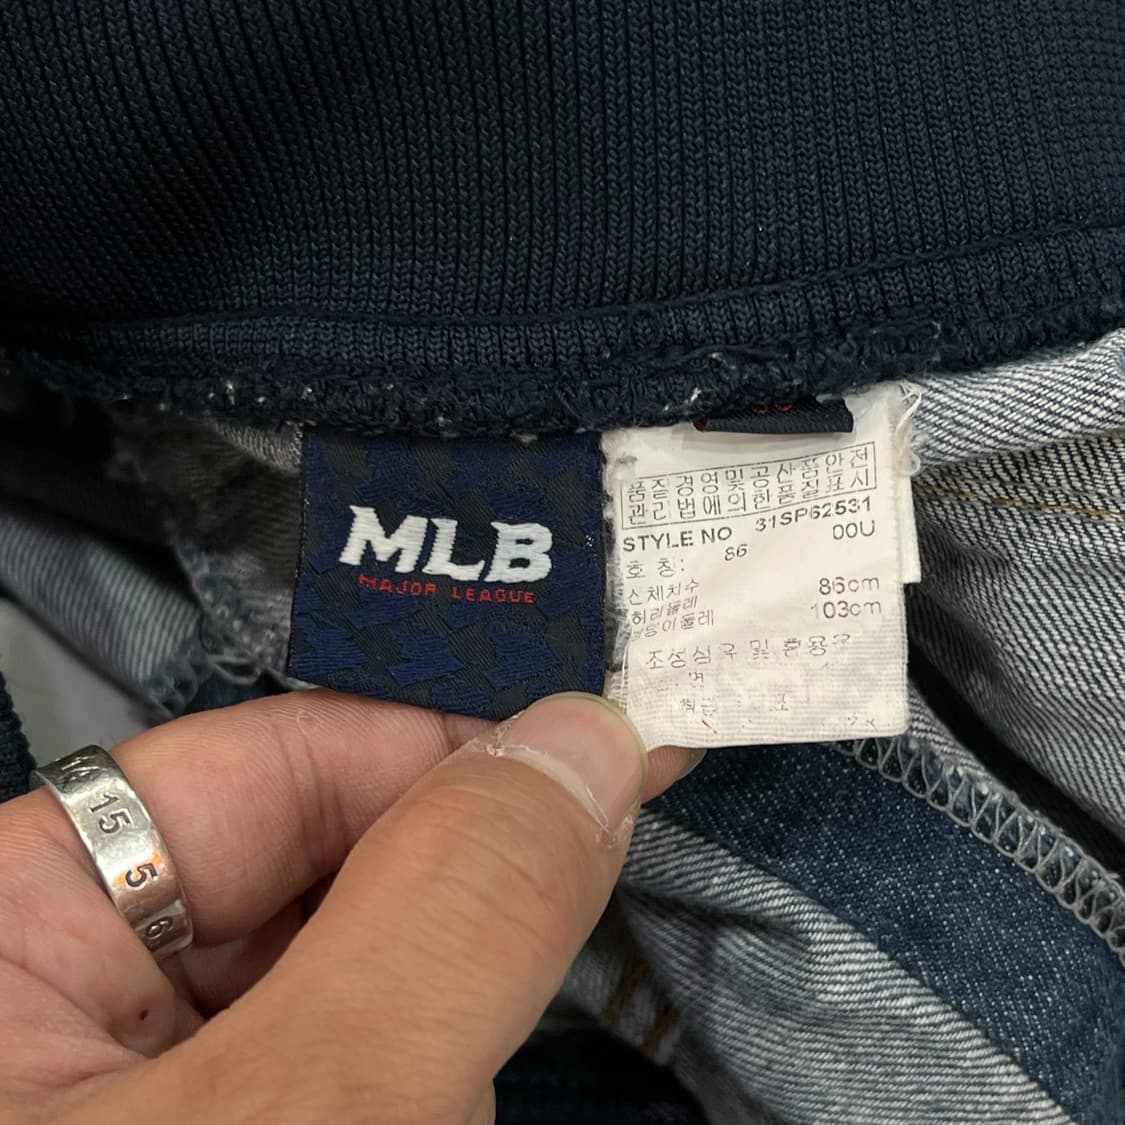 MLB
MAJOR LEAGUE
품질경영및공산품안전
관리법에의한품질표시
STYLE NO 31SP62531
00U
호칭: 86
신체치수
허리둘레 86cm
엉덩이둘레 103cm
조성섬유 및 혼용율
15
5
6